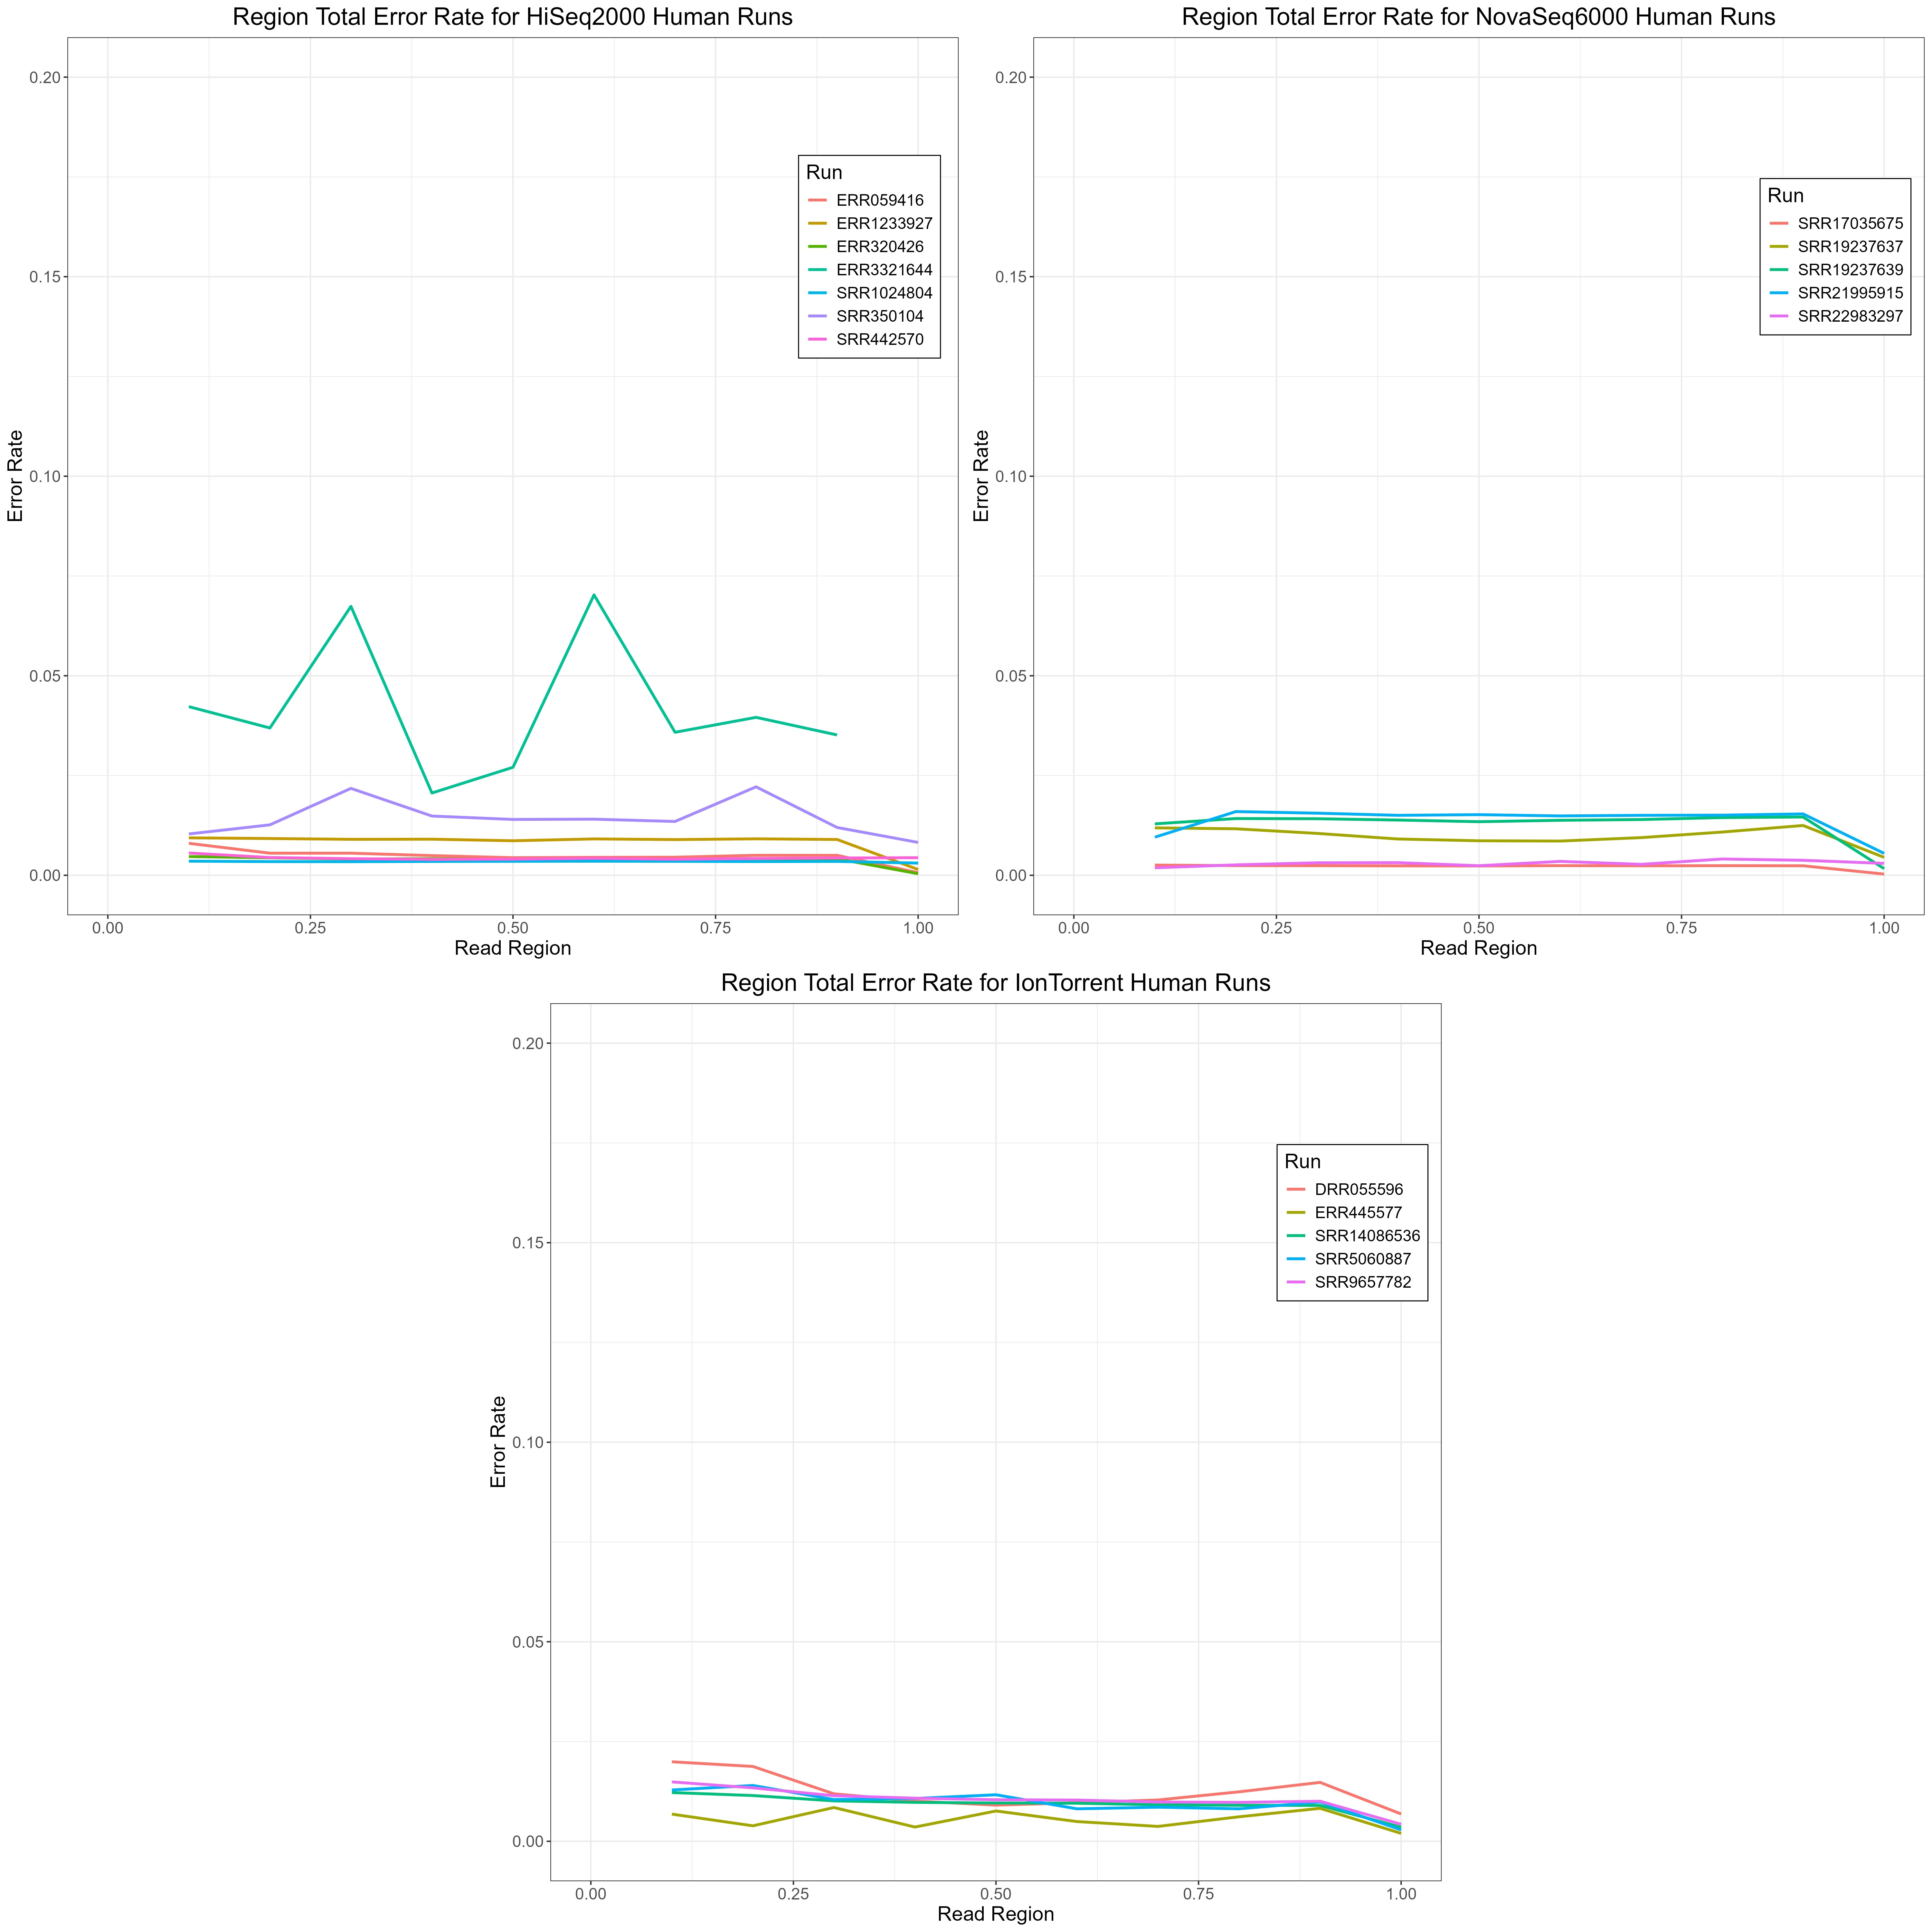 Region Total Error Rate for HiSeq2000 Human Runs
0.20
0.15
0.10
0.05
0.00
Error Rate
Run
ERR059416
ERR1233927
ERR320426
ERR3321644
SRR1024804
SRR350104
SRR442570
0.00 0.25 0.50 0.75 1.00
Read Region
Region Total Error Rate for NovaSeq6000 Human Runs
0.20
0.15
0.10
0.05
0.00
Error Rate
Run
SRR17035675
SRR19237637
SRR19237639
SRR21995915
SRR22983297
0.00 0.25 0.50 0.75 1.00
Read Region
Region Total Error Rate for IonTorrent Human Runs
0.20
0.15
0.10
0.05
0.00
Error Rate
Run
DRR055596
ERR445577
SRR14086536
SRR5060887
SRR9657782
0.00 0.25 0.50 0.75 1.00
Read Region